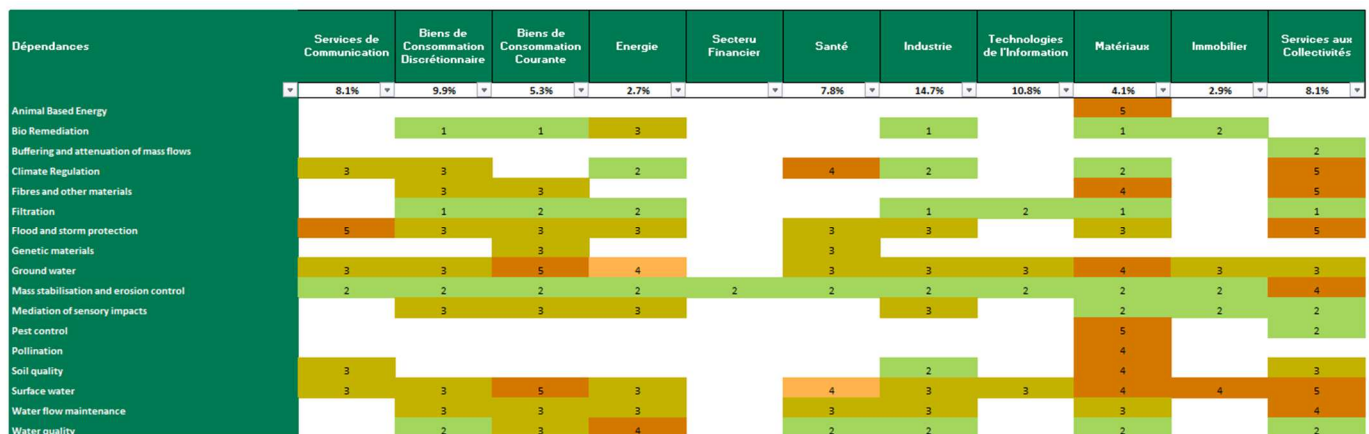 Dépendances Services de Communication Biens de Consommation Discrétionnaire Biens de Consommation Courante Energie Secteru Financier Santé Industrie Technologies de l'Information Matériaux Immobilier Services aux Collectivités
8.1% 9.9% 5.3% 2.7% 7.8% 14.7% 10.8% 4.1% 2.9% 8.1%
Animal Based Energy 5
Bio Remediation 1 1 3 1 1 2
Buffering and attenuation of mass flows 2
Climate Regulation 3 3 2 4 2 2 5
Fibres and other materials 3 3 4 5
Filtration 1 2 2 1 2 1 1
Flood and storm protection 5 3 3 3 3 3 3 5
Genetic materials 3 3
Ground water 3 3 5 4 3 3 3 4 3 3
Mass stabilisation and erosion control 2 2 2 2 2 2 2 2 2 2 4
Mediation of sensory impacts 3 3 3 3 2 2 2
Pest control 5 2
Pollination 4
Soil quality 3 2 4 3
Surface water 3 3 5 3 4 3 3 4 4 5
Water flow maintenance 3 3 3 3 3 3 4
Water quality 2 3 4 2 2 2 2